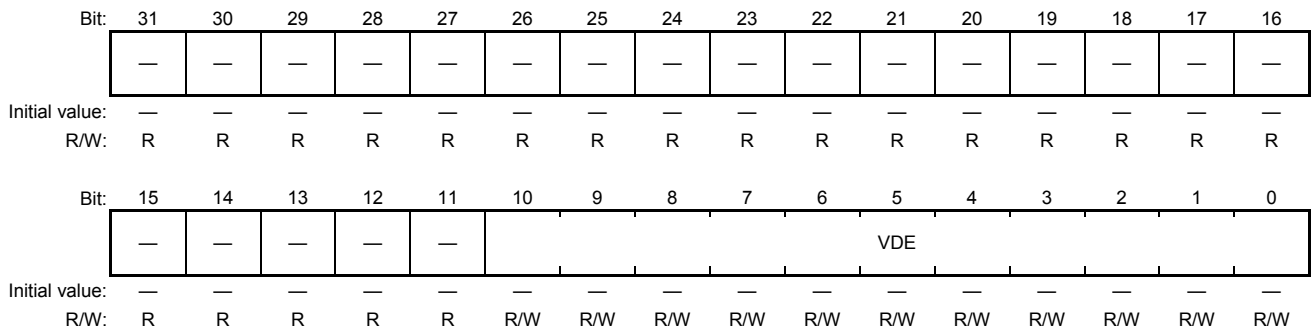 Bit: 31 30 29 28 27 26 25 24 23 22 21 20 19 18 17 16
— — — — — — — — — — — — — — — —
Initial value: — — — — — — — — — — — — — — — —
R/W: R R R R R R R R R R R R R R R R
Bit: 15 14 13 12 11 10 9 8 7 6 5 4 3 2 1 0
— — — — — VDE
Initial value: — — — — — — — — — — — — — — — —
R/W: R R R R R R/W R/W R/W R/W R/W R/W R/W R/W R/W R/W R/W